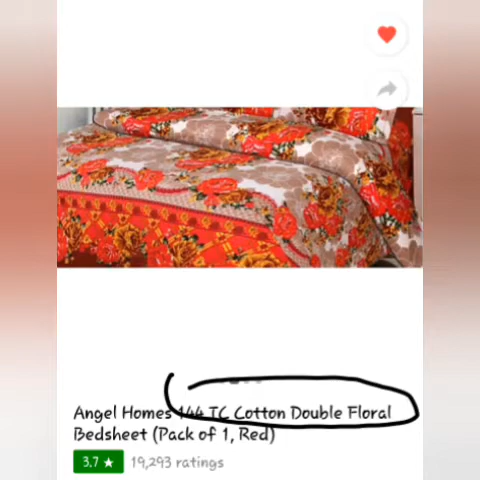 Angel Homes 144 TC Cotton Double Floral
Bedsheet (Pack of 1, Red)
3.7★ 19,293 ratings